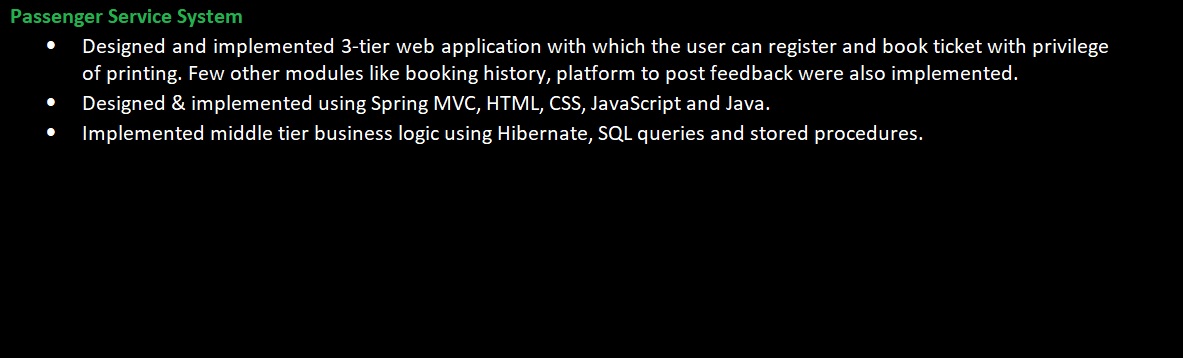 Passenger Service System
• Designed and implemented 3-tier web application with which the user can register and book ticket with privilege
of printing. Few other modules like booking history, platform to post feedback were also implemented.
• Designed & implemented using Spring MVC, HTML, CSS, JavaScript and Java.
• Implemented middle tier business logic using Hibernate, SQL queries and stored procedures.